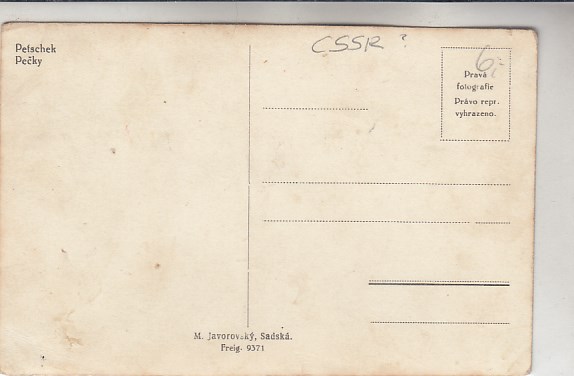 Petschek
Pečky
CSSR ?
6,-
Pravá
fotografie
Právo repr.
vyhrazeno.
M. Javorovský, Sadská.
Freig. 9371